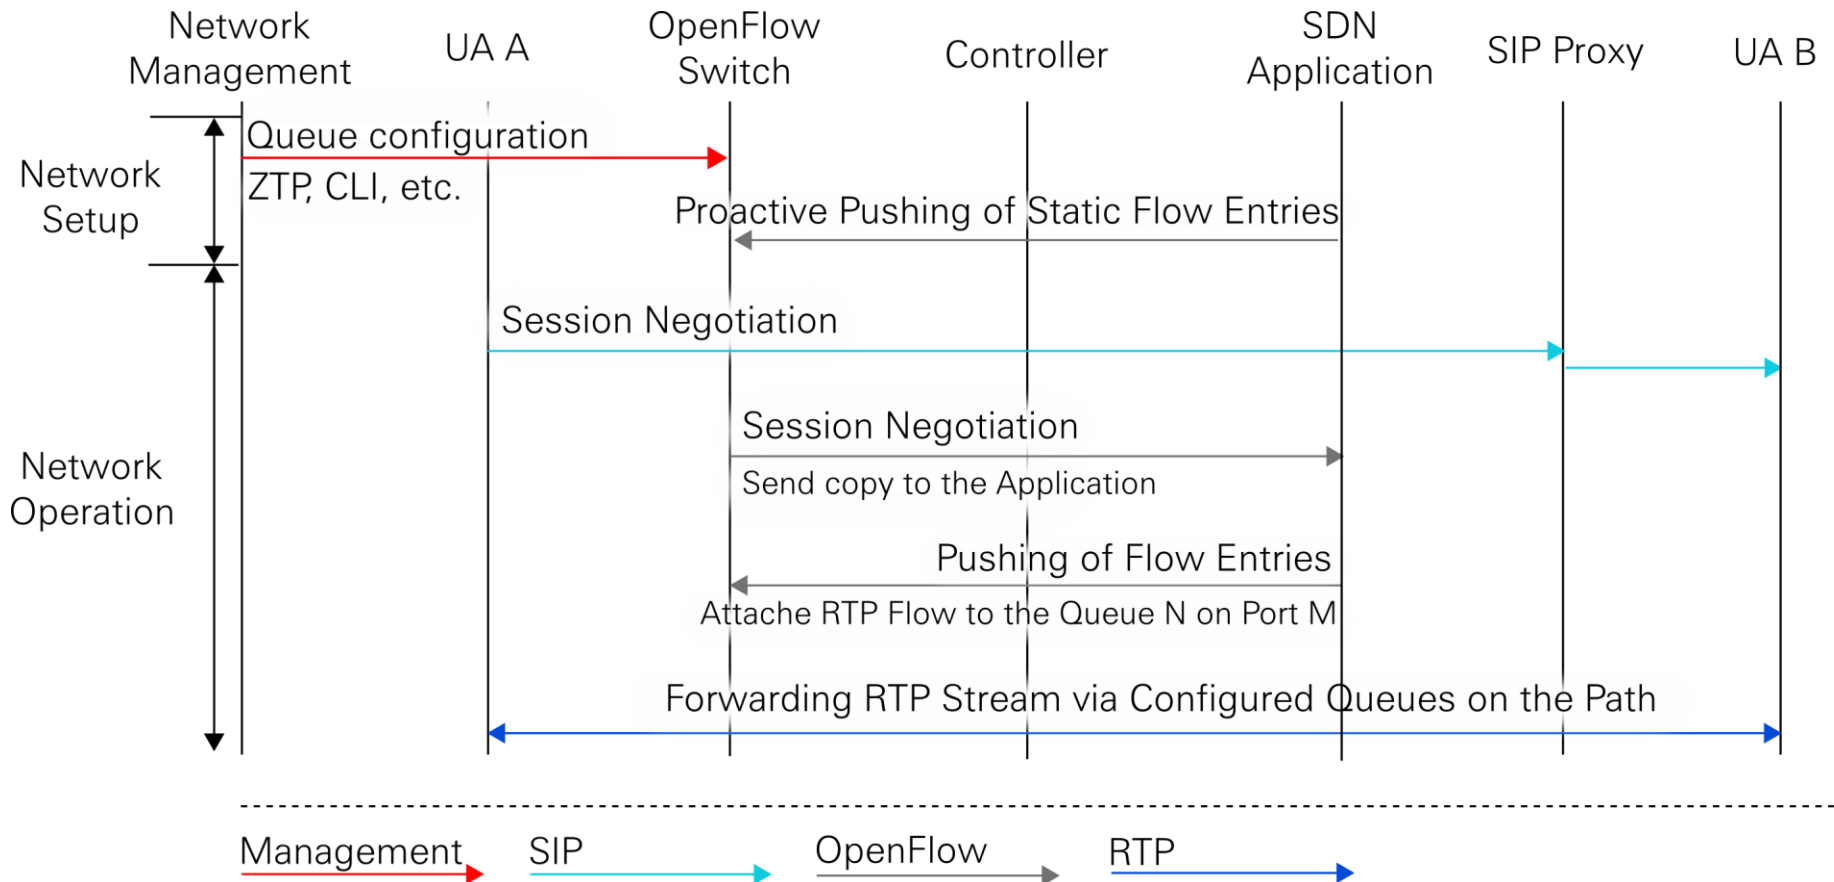 Network
Management
UA A
OpenFlow
Switch
Controller
SDN
Application
SIP Proxy
UA B
Network
Setup
Queue configuration
ZTP, CLI, etc.
Proactive Pushing of Static Flow Entries
Session Negotiation
Network
Operation
Session Negotiation
Send copy to the Application
Pushing of Flow Entries
Attache RTP Flow to the Queue N on Port M
Forwarding RTP Stream via Configured Queues on the Path
Management
SIP
OpenFlow
RTP